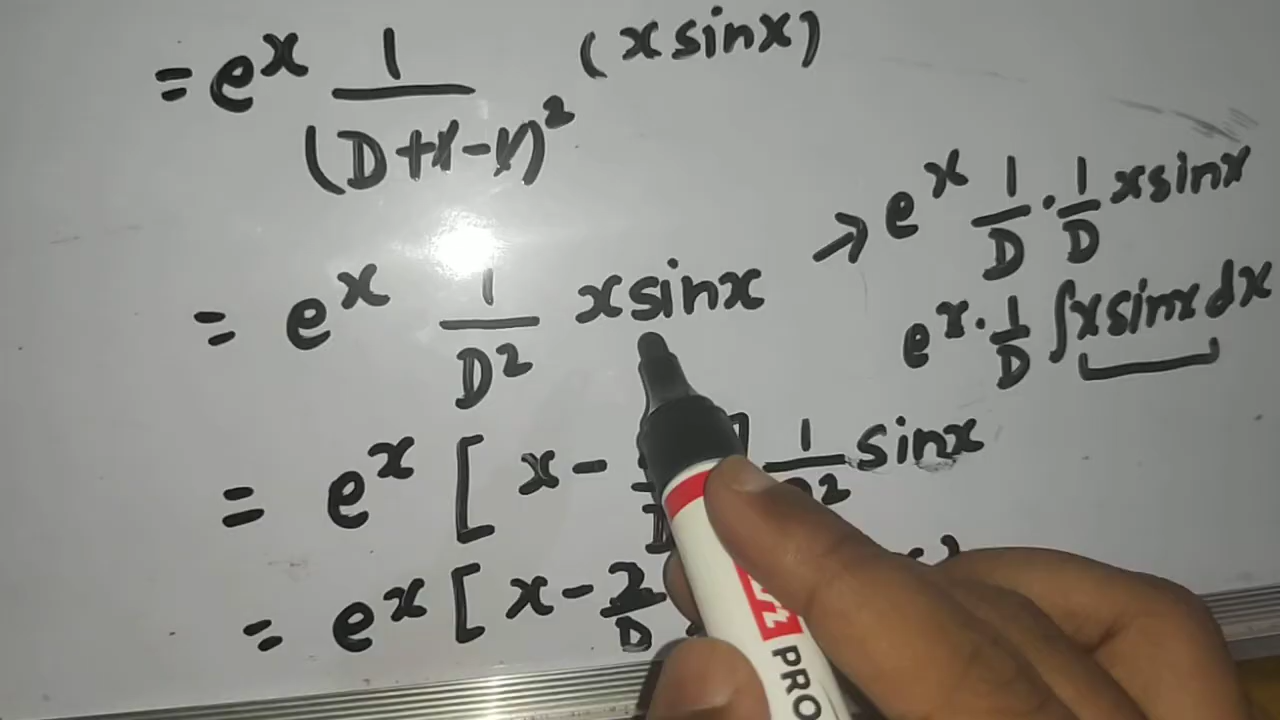 = e^x 1/(D+1-1)^2 (x sinx)
= e^x 1/D^2 x sinx
= e^x [x -
1/D^2 sinx
= e^x [x - 2/D
→ e^x 1/D · 1/D x sinx
e^x · 1/D ∫x sinx dx
PRO